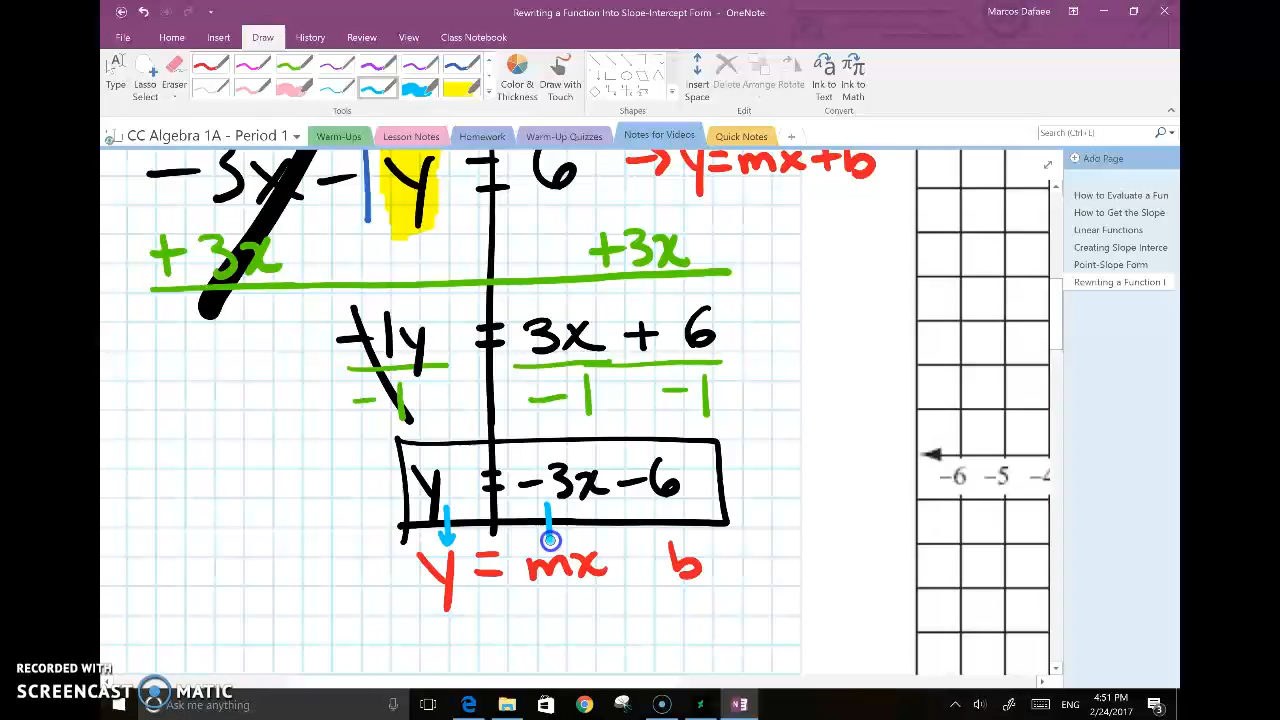 Rewriting a Function Into Slope-Intercept Form - OneNote
Marcos Dafaee
File Home Insert Draw History Review View Class Notebook
Type
Lasso Select
Eraser
Color & Thickness
Draw with Touch
Insert Space
Delete
Arrange
Rotate
Ink to Text
Ink to Math
Tools
Shapes
Edit
Convert
CC Algebra 1A - Period 1
Warm-Ups
Lesson Notes
Homework
Warm-Up Quizzes
Notes for Videos
Quick Notes
Search (Ctrl+E)
Add Page
How to Evaluate a Fun
How to Get the Slope
Linear Functions
Creating Slope Interce
Point-Slope Form
Rewriting a Function I
-3x - 1y = 6 → y=mx+b
+3x +3x
-1y = 3x + 6
-1 -1 -1
y = -3x - 6
y = mx b
-6 -5 -4
RECORDED WITH
SCREENCAST MATIC
Ask me anything
ENG
4:51 PM
2/24/2017